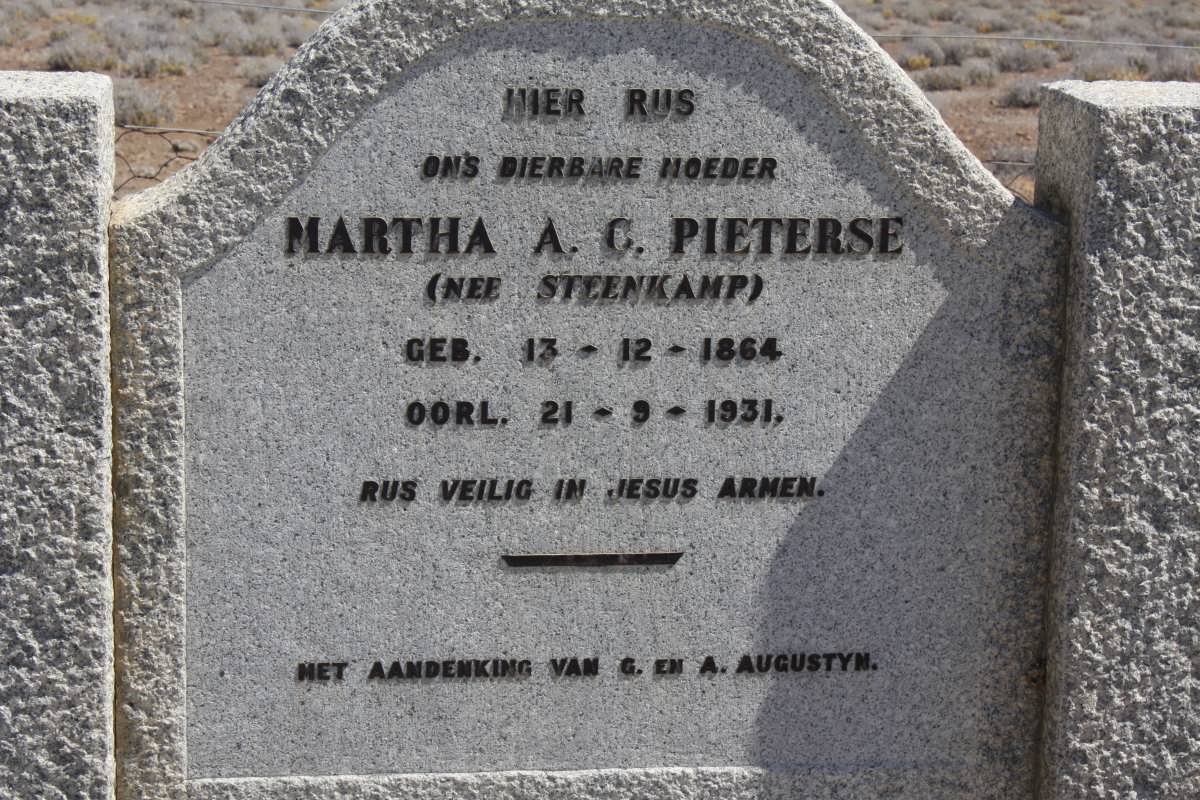 HIER RUS
ONS DIERBARE MOEDER
MARTHA A. C. PIETERSE
(NEE STEENKAMP)
GEB. 13 - 12 - 1864
OORL. 21 - 9 - 1931.
RUS VEILIG IN JESUS ARMEN.
MET AANDENKING VAN G. EN A. AUGUSTYN.